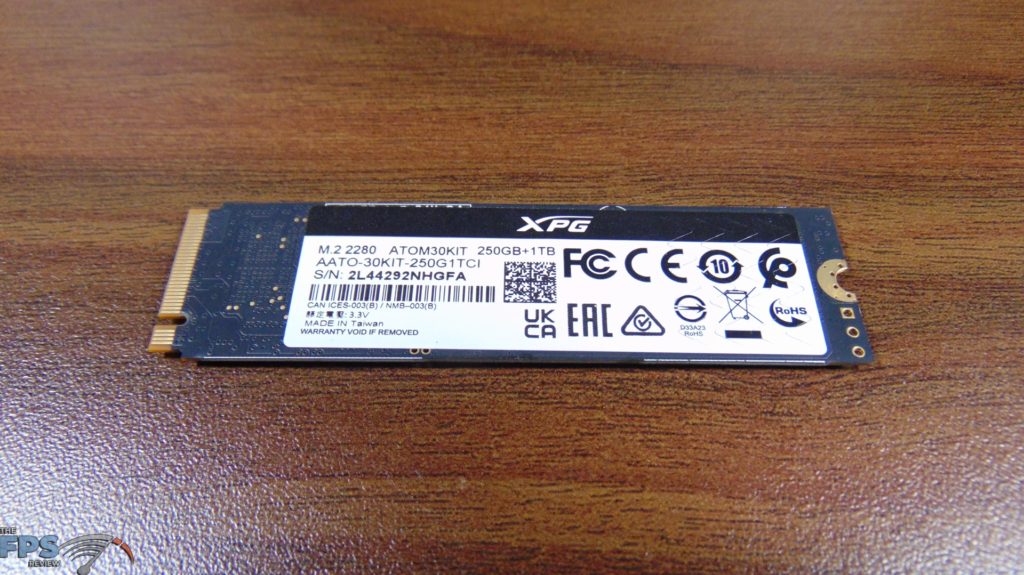 XPG
M.2 2280 ATOM30KIT 250GB+1TB
AATO-30KIT-250G1TCI
S/N: 2L44292NHGFA
CAN ICES-003(B) / NMB-003(B)
額定電壓: 3.3V
MADE IN Taiwan
WARRANTY VOID IF REMOVED
FC CE 10
UK CA
EAC
D33A23
RoHS
RoHS
THE
FPS
REVIEW